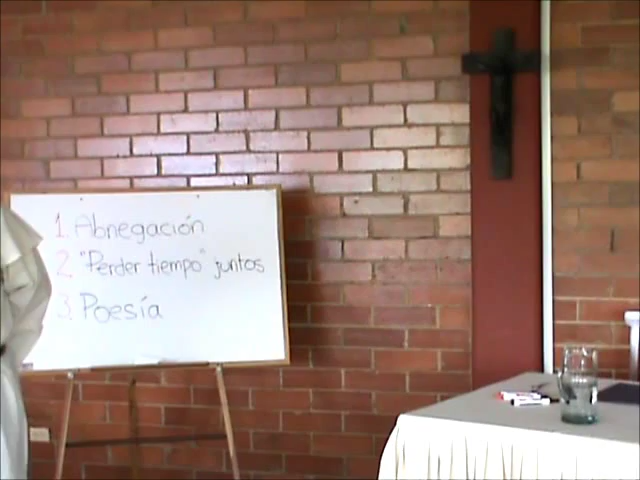 1. Abnegación
2. "Perder tiempo" juntos
3. Poesía